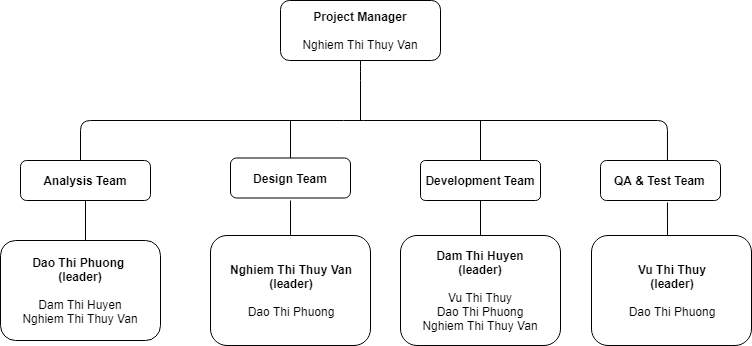 Project Manager
Nghiem Thi Thuy Van
Analysis Team
Design Team
Development Team
QA & Test Team
Dao Thi Phuong
(leader)
Dam Thi Huyen
Nghiem Thi Thuy Van
Nghiem Thi Thuy Van
(leader)
Dao Thi Phuong
Dam Thi Huyen
(leader)
Vu Thi Thuy
Dao Thi Phuong
Nghiem Thi Thuy Van
Vu Thi Thuy
(leader)
Dao Thi Phuong